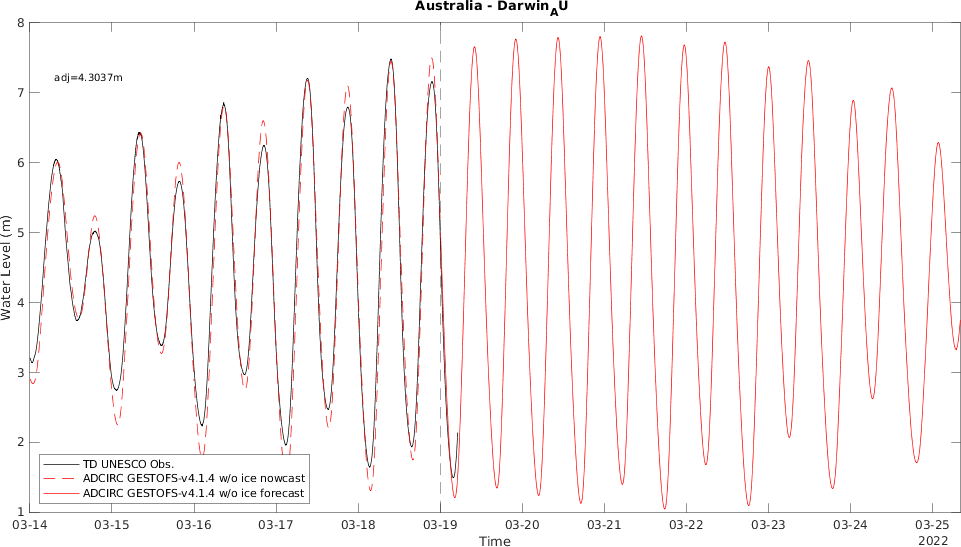 Australia - Darwin_AU
8
adj=4.3037m
7
6
5
4
3
2
1
Water Level (m)
TD UNESCO Obs.
ADCIRC GESTOFS-v4.1.4 w/o ice nowcast
ADCIRC GESTOFS-v4.1.4 w/o ice forecast
03-14 03-15 03-16 03-17 03-18 03-19 03-20 03-21 03-22 03-23 03-24 03-25
Time
2022